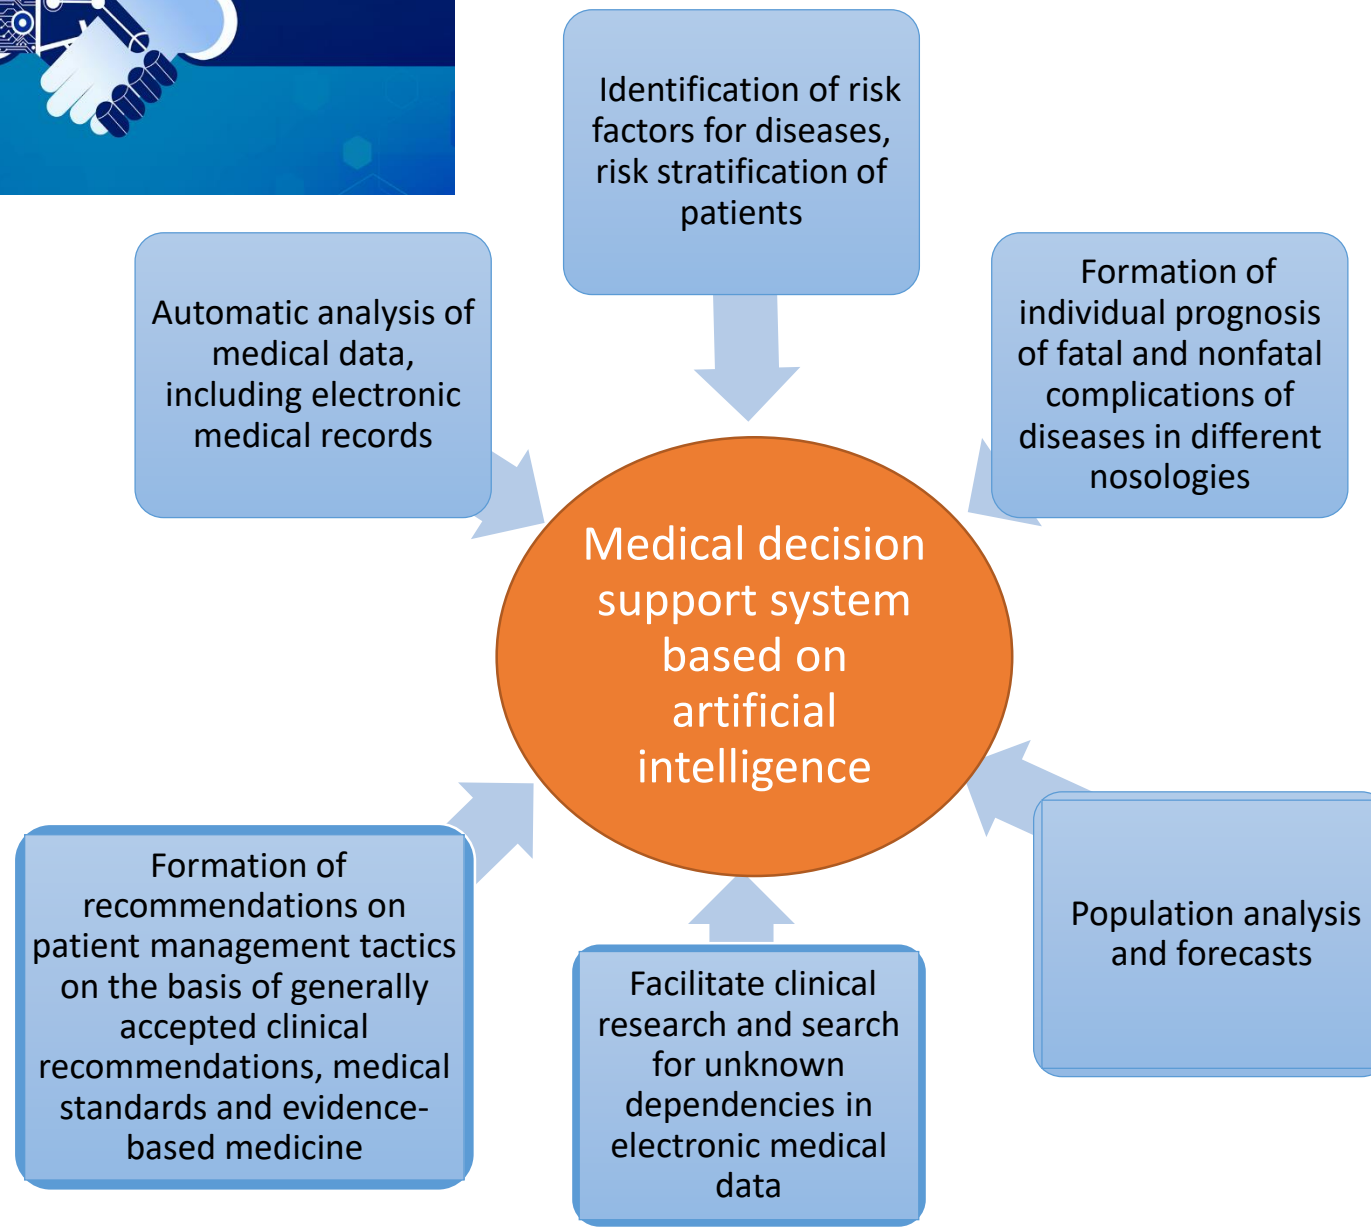 Identification of risk
factors for diseases,
risk stratification of
patients
Automatic analysis of
medical data,
including electronic
medical records
Formation of
individual prognosis
of fatal and nonfatal
complications of
diseases in different
nosologies
Medical decision
support system
based on
artificial
intelligence
Formation of
recommendations on
patient management tactics
on the basis of generally
accepted clinical
recommendations, medical
standards and evidence-
based medicine
Facilitate clinical
research and search
for unknown
dependencies in
electronic medical
data
Population analysis
and forecasts